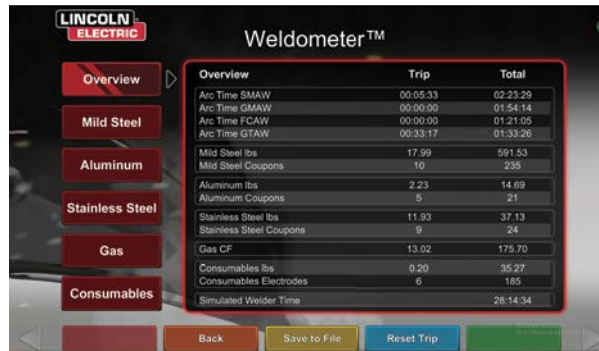 LINCOLN
ELECTRIC
Weldometer™
Overview
Mild Steel
Aluminum
Stainless Steel
Gas
Consumables
Overview Trip Total
Arc Time SMAW 00:05:33 02:23:29
Arc Time GMAW 00:00:00 01:54:14
Arc Time FCAW 00:00:00 01:21:05
Arc Time GTAW 00:33:17 01:33:26
Mild Steel lbs 17.99 591.53
Mild Steel Coupons 10 235
Aluminum lbs 2.23 14.69
Aluminum Coupons 5 21
Stainless Steel lbs 11.93 37.13
Stainless Steel Coupons 9 24
Gas CF 13.02 175.70
Consumables lbs 0.20 35.27
Consumables Electrodes 6 185
Simulated Welder Time 28:14:34
Back Save to File Reset Trip